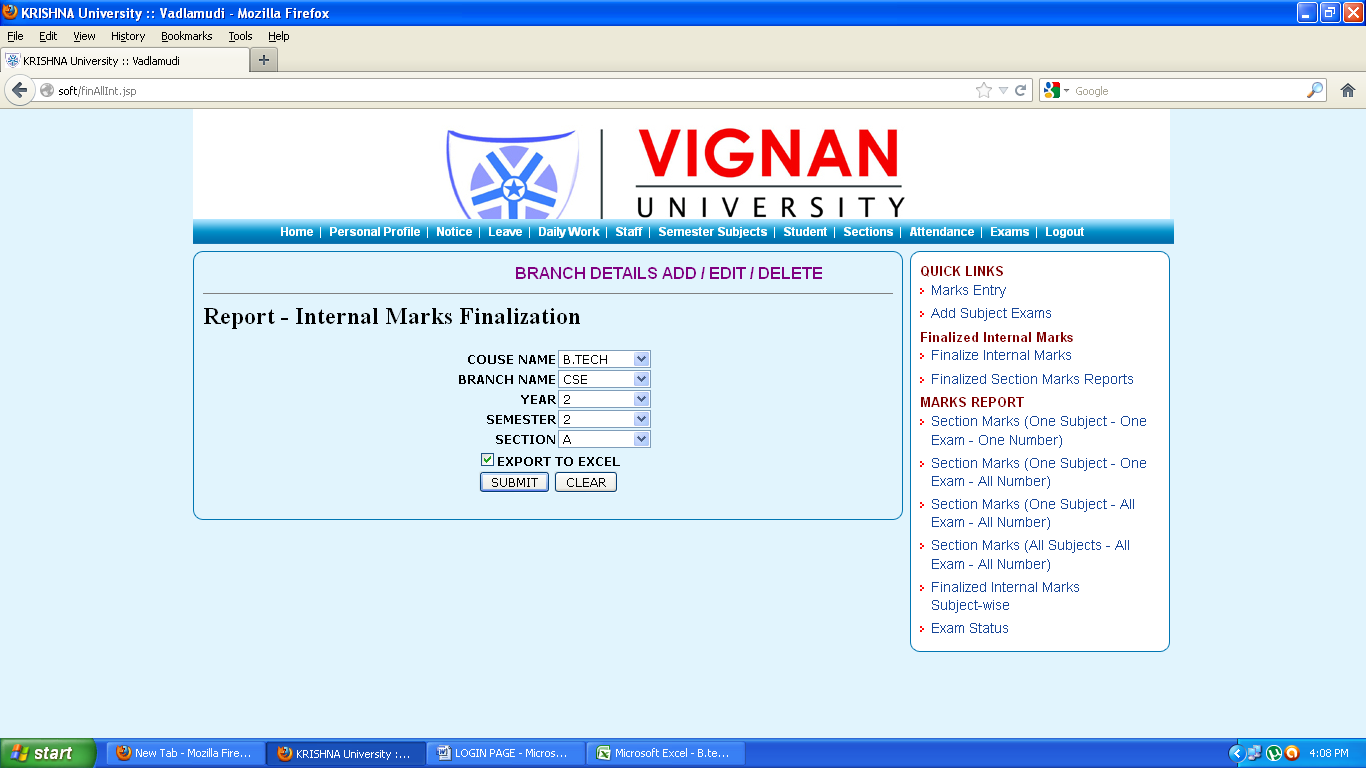 KRISHNA University :: Vadlamudi - Mozilla Firefox
File Edit View History Bookmarks Tools Help
KRISHNA University :: Vadlamudi
soft/finAllInt.jsp
Google
VIGNAN
UNIVERSITY
Home | Personal Profile | Notice | Leave | Daily Work | Staff | Semester Subjects | Student | Sections | Attendance | Exams | Logout
BRANCH DETAILS ADD / EDIT / DELETE
Report - Internal Marks Finalization
COUSE NAME B.TECH
BRANCH NAME CSE
YEAR 2
SEMESTER 2
SECTION A
EXPORT TO EXCEL
SUBMIT CLEAR
QUICK LINKS
Marks Entry
Add Subject Exams
Finalized Internal Marks
Finalize Internal Marks
Finalized Section Marks Reports
MARKS REPORT
Section Marks (One Subject - One
Exam - One Number)
Section Marks (One Subject - One
Exam - All Number)
Section Marks (One Subject - All
Exam - All Number)
Section Marks (All Subjects - All
Exam - All Number)
Finalized Internal Marks
Subject-wise
Exam Status
start New Tab - Mozilla Fire... KRISHNA University :... LOGIN PAGE - Micros... Microsoft Excel - B.te... 4:08 PM